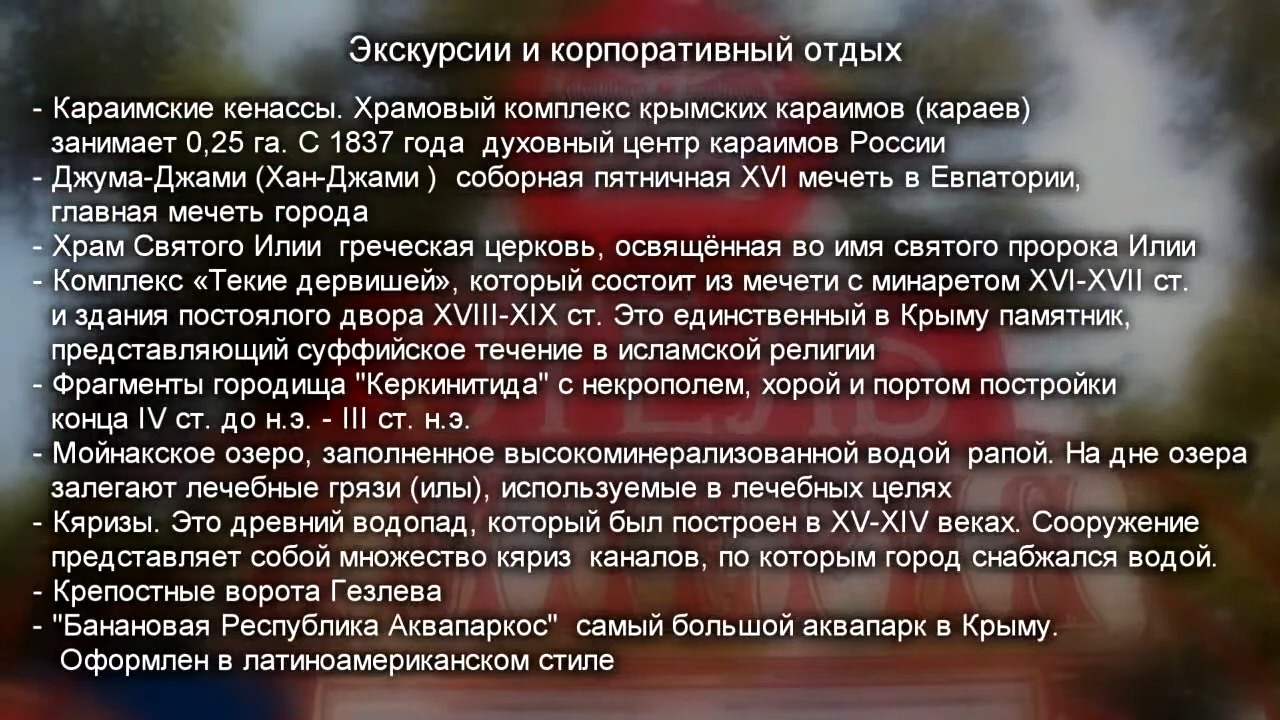 Экскурсии и корпоративный отдых
- Караимские кенассы. Храмовый комплекс крымских караимов (караев)
занимает 0,25 га. С 1837 года духовный центр караимов России
- Джума-Джами (Хан-Джами ) соборная пятничная XVI мечеть в Евпатории,
главная мечеть города
- Храм Святого Илии греческая церковь, освящённая во имя святого пророка Илии
- Комплекс «Текие дервишей», который состоит из мечети с минаретом XVI-XVII ст.
и здания постоялого двора XVIII-XIX ст. Это единственный в Крыму памятник,
представляющий суффийское течение в исламской религии
- Фрагменты городища "Керкинитида" с некрополем, хорой и портом постройки
конца IV ст. до н.э. - III ст. н.э.
- Мойнакское озеро, заполненное высокоминерализованной водой рапой. На дне озера
залегают лечебные грязи (илы), используемые в лечебных целях
- Кяризы. Это древний водопад, который был построен в XV-XIV веках. Сооружение
представляет собой множество кяриз каналов, по которым город снабжался водой.
- Крепостные ворота Гезлева
- "Банановая Республика Аквапаркос" самый большой аквапарк в Крыму.
Оформлен в латиноамериканском стиле